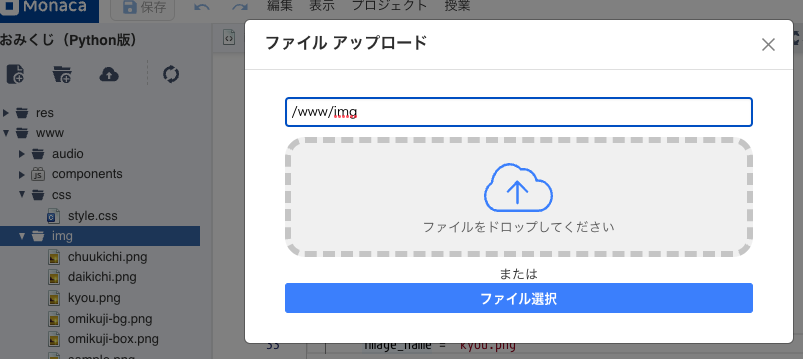 Monaca
保存
編集 表示 プロジェクト 授業
おみくじ（Python版）
res
www
audio
components
css
style.css
img
chuukichi.png
daikichi.png
kyou.png
omikuji-bg.png
omikuji-box.png
sample.png
ファイル アップロード
/www/img
ファイルをドロップしてください
または
ファイル選択
33 image_name = "kyou.png"